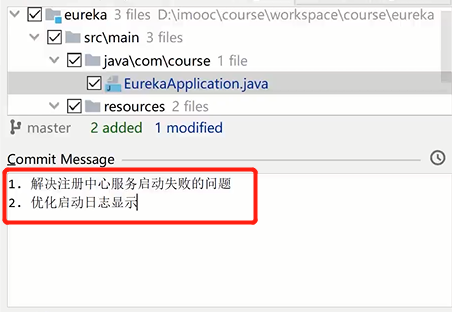 eureka 3 files D:\imooc\course\workspace\course\eureka
src\main 3 files
java\com\course 1 file
EurekaApplication.java
resources 2 files
master 2 added 1 modified
Commit Message
1. 解决注册中心服务启动失败的问题
2. 优化启动日志显示